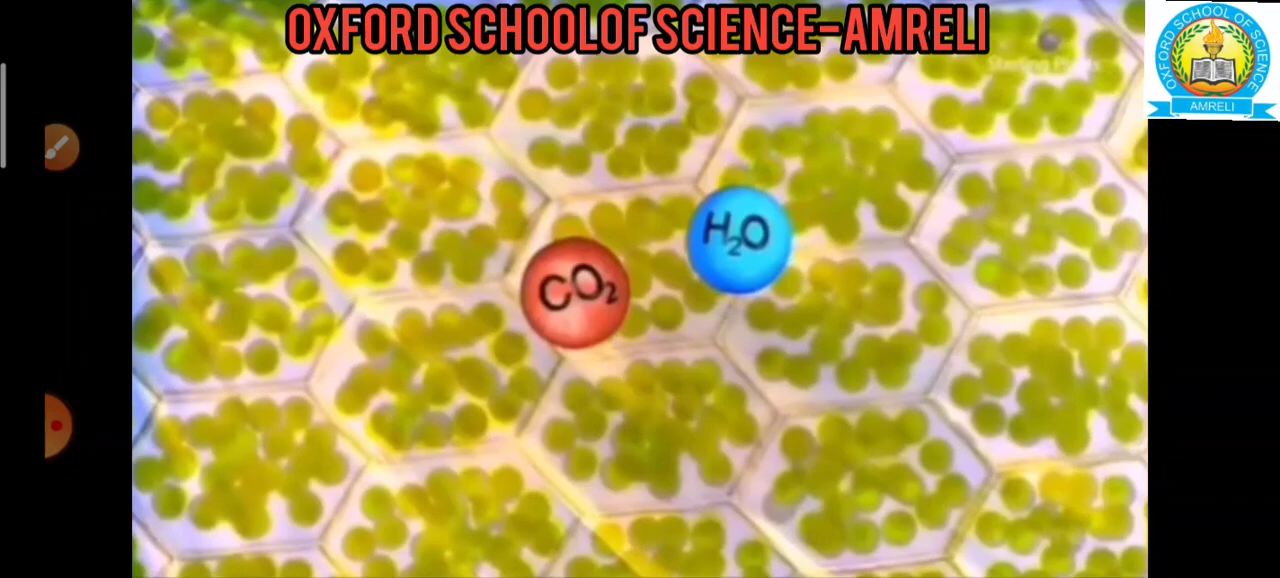 OXFORD SCHOOLOF SCIENCE-AMRELI
OXFORD SCHOOL OF SCIENCE
AMRELI
H₂O
CO₂